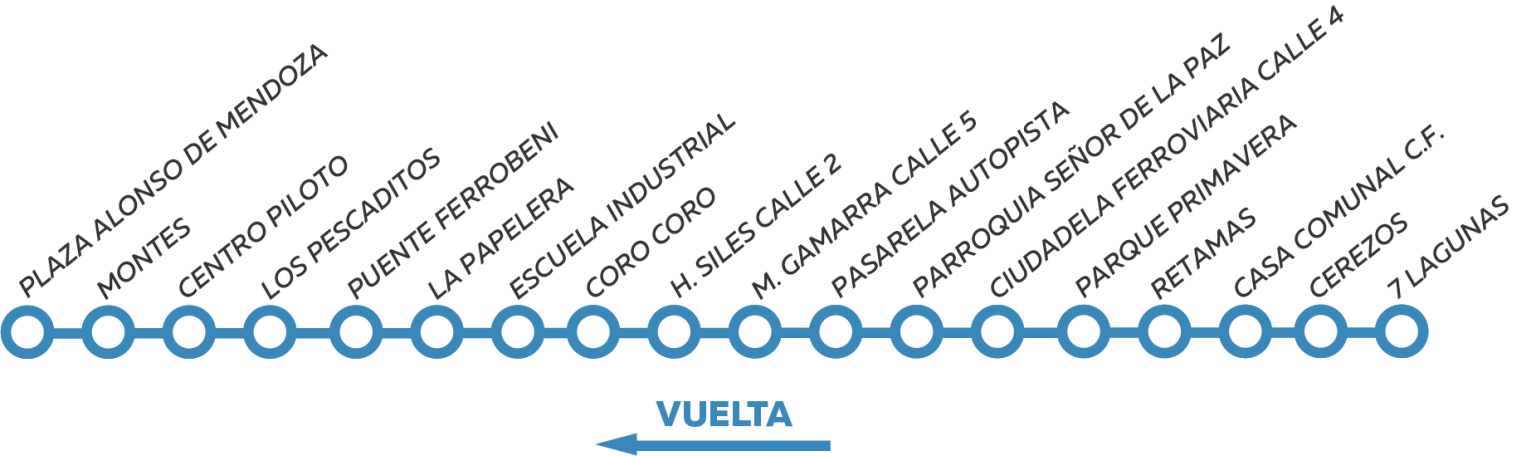 PLAZA ALONSO DE MENDOZA
MONTES
CENTRO PILOTO
LOS PESCADITOS
PUENTE FERROBENI
LA PAPELERA
ESCUELA INDUSTRIAL
CORO CORO
H. SILES CALLE 2
M. GAMARRA CALLE 5
PASARELA AUTOPISTA
PARROQUIA SEÑOR DE LA PAZ
CIUDADELA FERROVIARIA CALLE 4
PARQUE PRIMAVERA
RETAMAS
CASA COMUNAL C.F.
CEREZOS
7 LAGUNAS
VUELTA